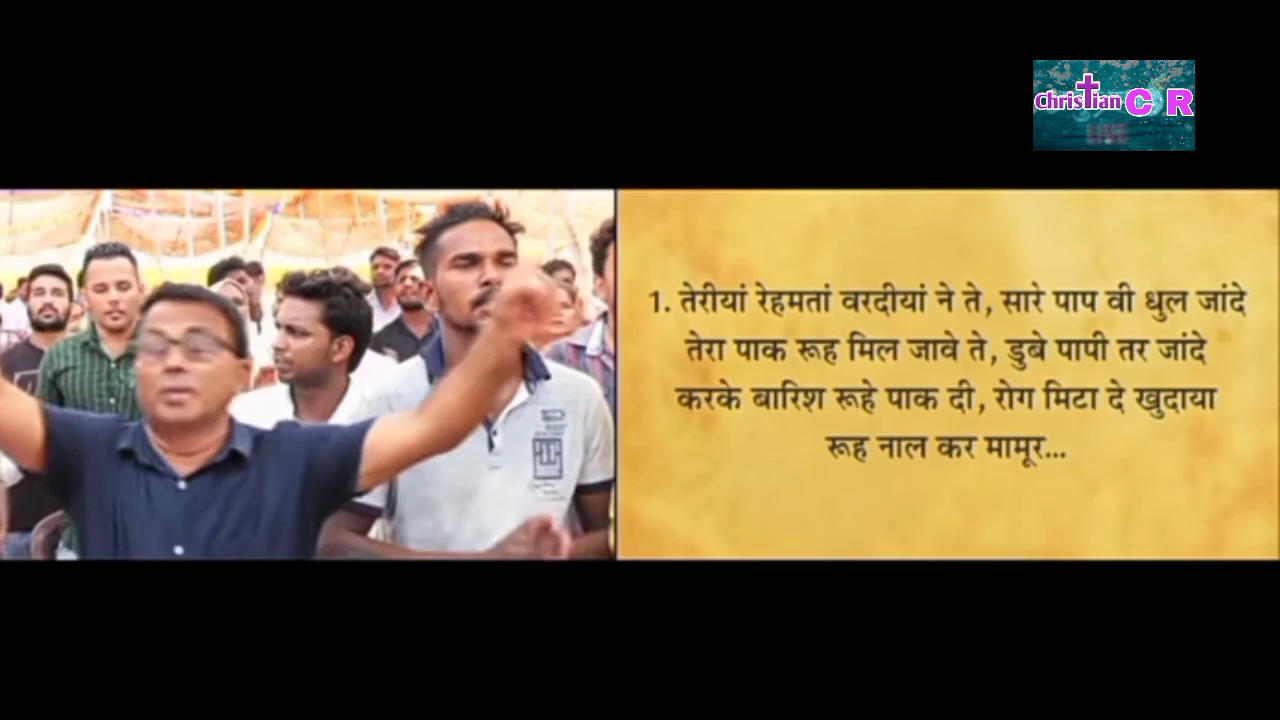 Christian C R
1. तेरीयां रेहमतां वरदीयां ने ते, सारे पाप वी धुल जांदे
तेरा पाक रूह मिल जावे ते, डुबे पापी तर जांदे
करके बारिश रूहे पाक दी, रोग मिटा दे खुदाया
रूह नाल कर मामूर...